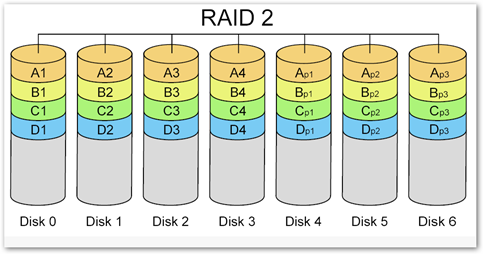 RAID 2
A1 A2 A3 A4 Ap1 Ap2 Ap3
B1 B2 B3 B4 Bp1 Bp2 Bp3
C1 C2 C3 C4 Cp1 Cp2 Cp3
D1 D2 D3 D4 Dp1 Dp2 Dp3
Disk 0 Disk 1 Disk 2 Disk 3 Disk 4 Disk 5 Disk 6